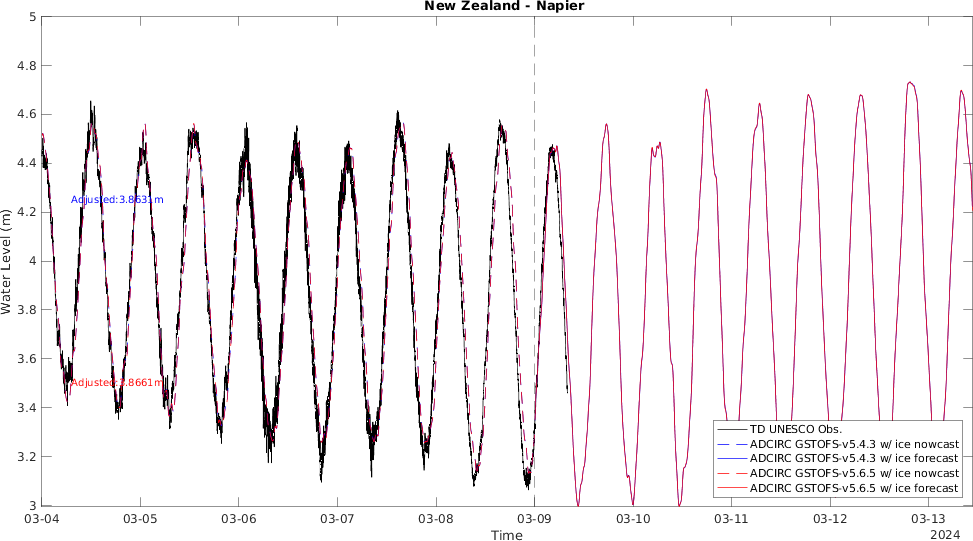 New Zealand - Napier
Water Level (m)
5
4.8
4.6
4.4
4.2
4
3.8
3.6
3.4
3.2
3
Adjusted:3.8631m
Adjusted:3.8661m
TD UNESCO Obs.
ADCIRC GSTOFS-v5.4.3 w/ ice nowcast
ADCIRC GSTOFS-v5.4.3 w/ ice forecast
ADCIRC GSTOFS-v5.6.5 w/ ice nowcast
ADCIRC GSTOFS-v5.6.5 w/ ice forecast
03-04 03-05 03-06 03-07 03-08 03-09 03-10 03-11 03-12 03-13
Time
2024